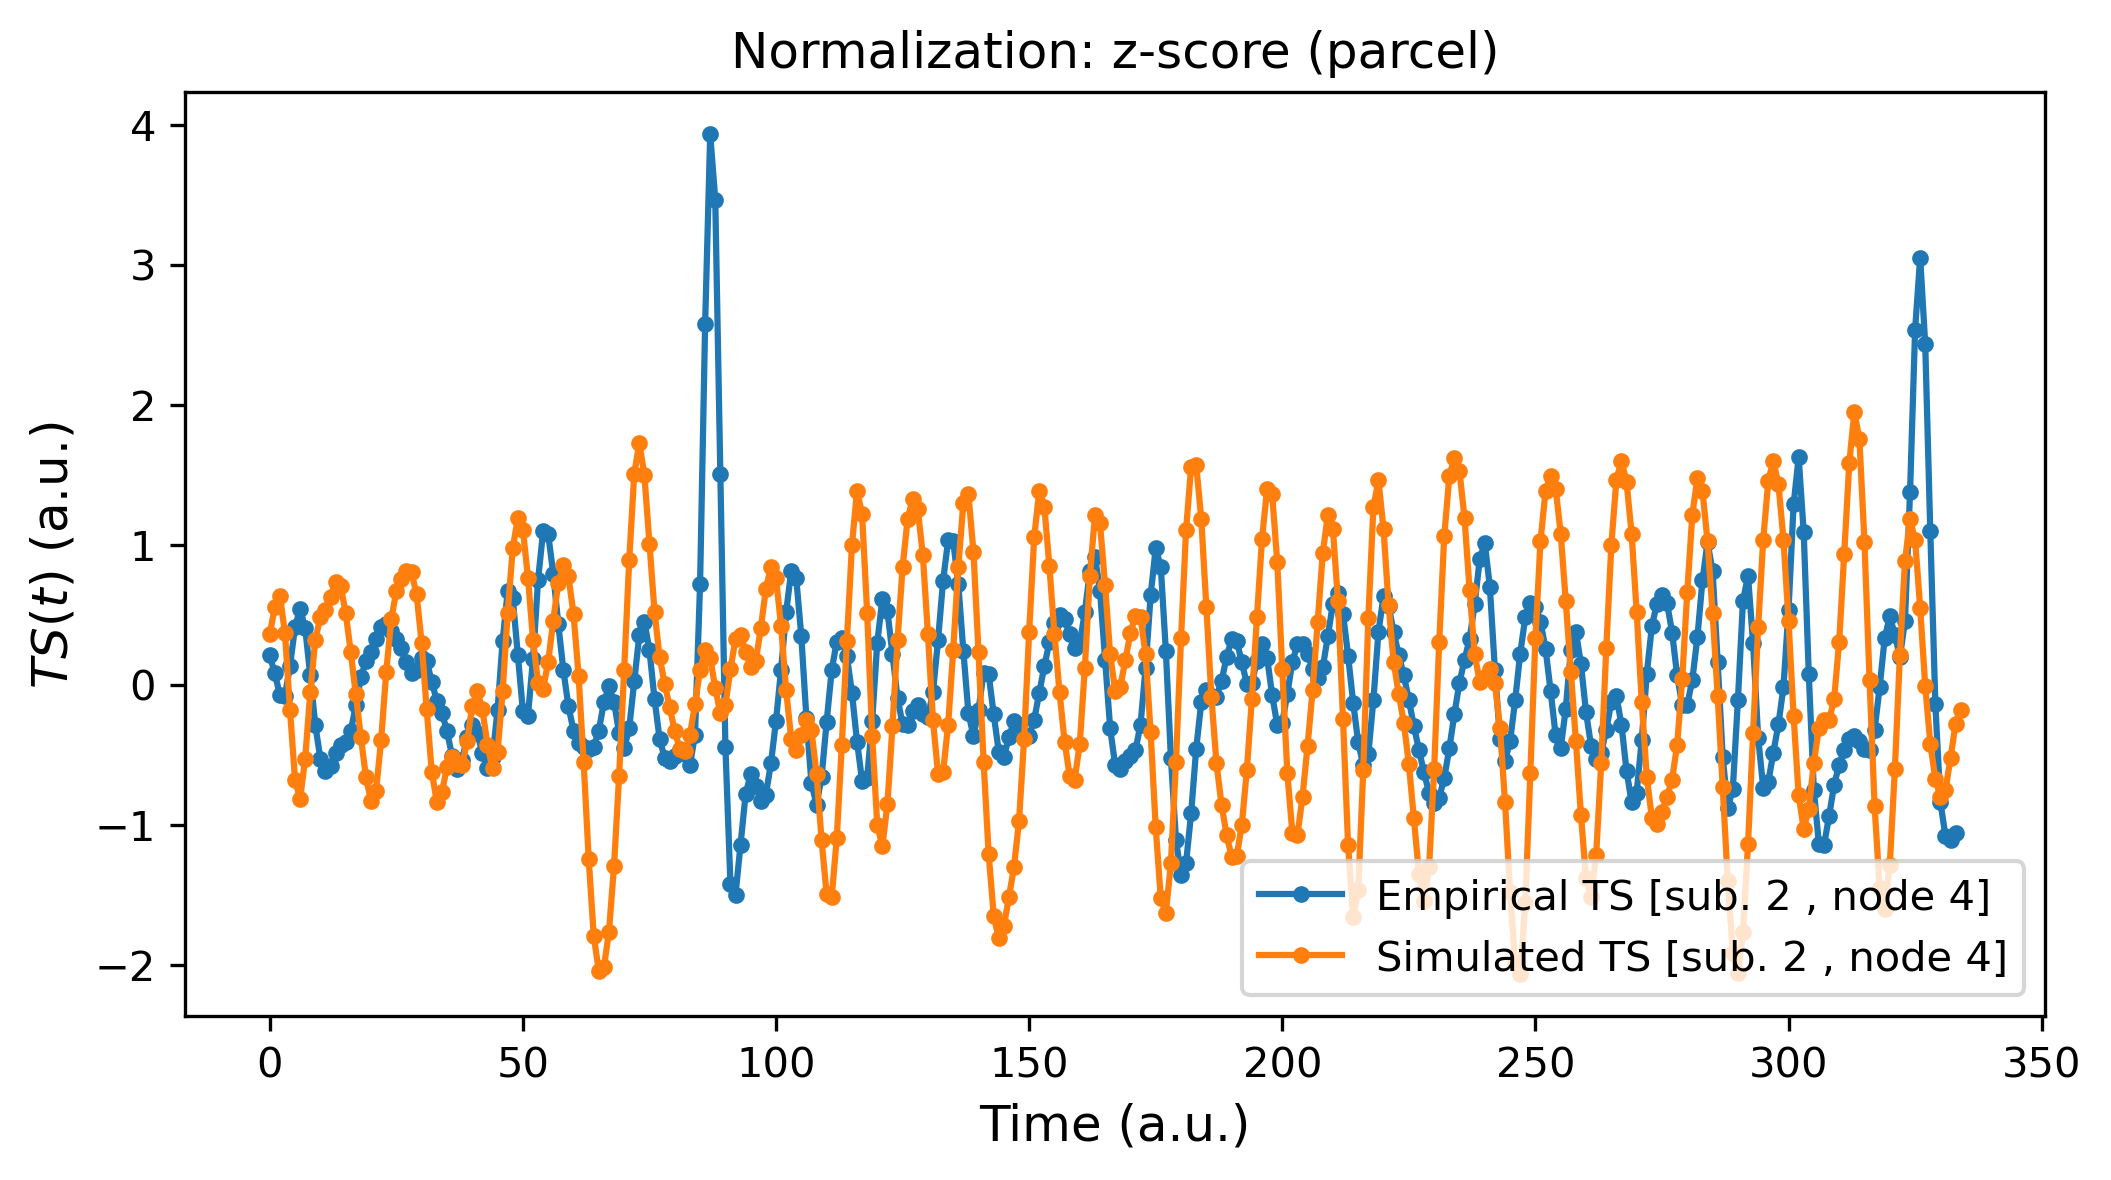 Normalization: z-score (parcel)
TS(t) (a.u.)
4
3
2
1
0
−1
−2
Empirical TS [sub. 2 , node 4]
Simulated TS [sub. 2 , node 4]
0 50 100 150 200 250 300 350
Time (a.u.)